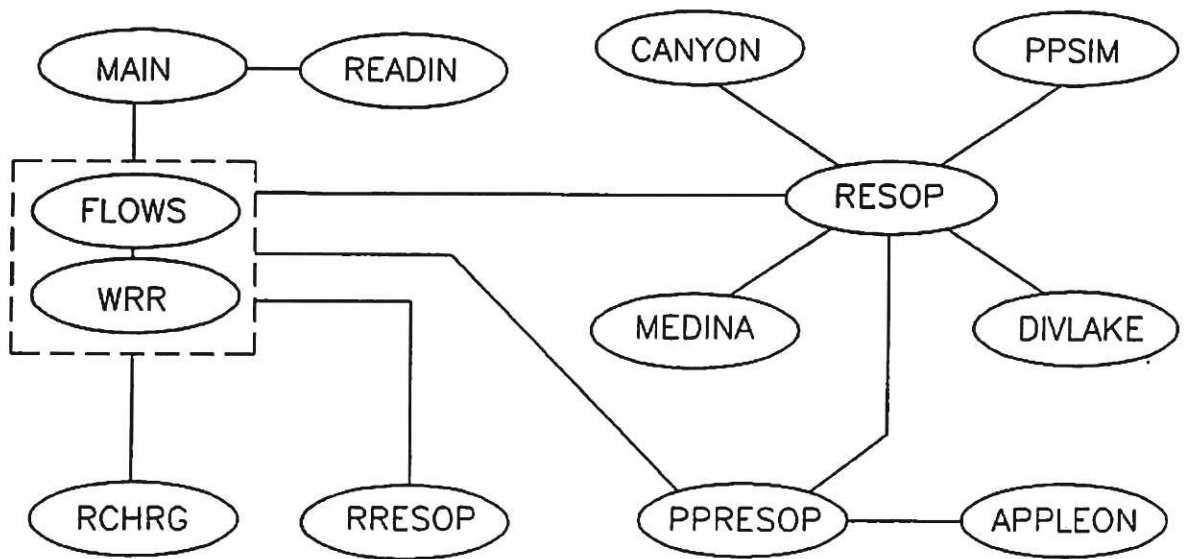 MAIN
READIN
CANYON
PPSIM
FLOWS
WRR
RESOP
MEDINA
DIVLAKE
RCHRG
RRESOP
PPRESOP
APPLEON